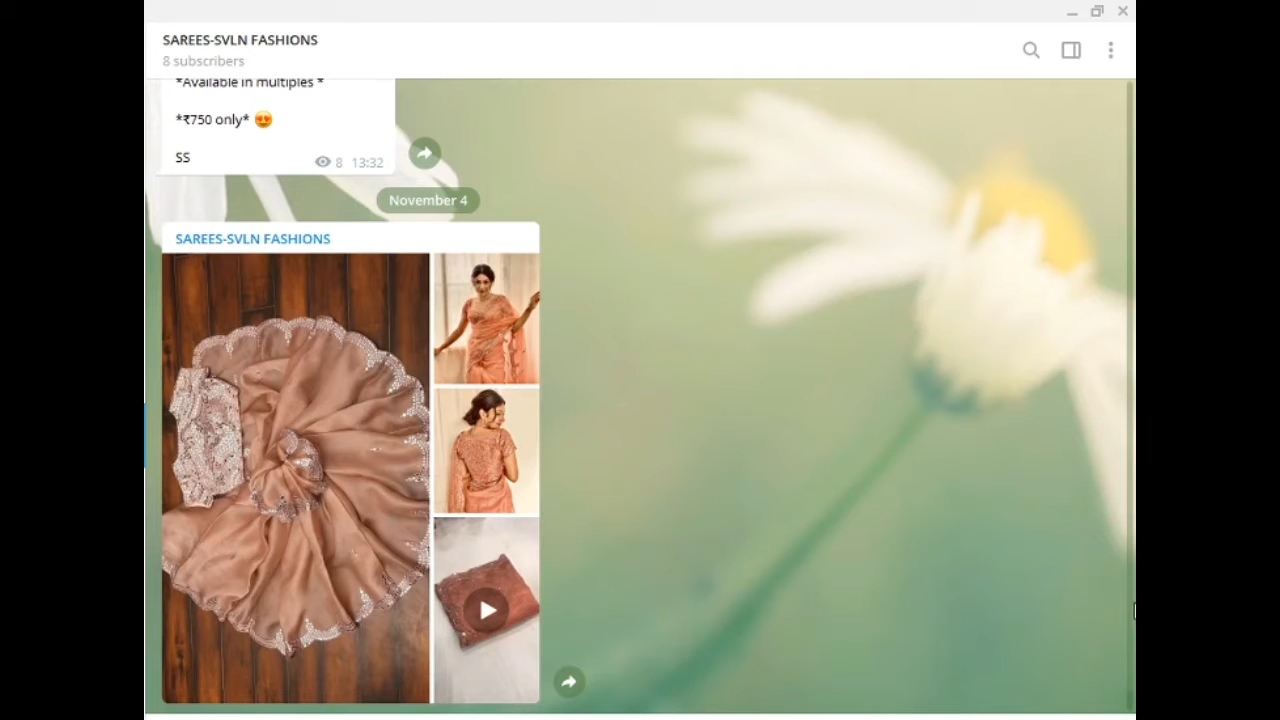 SAREES-SVLN FASHIONS
8 subscribers
*Available in multiples *
*₹750 only* 😍
SS
8 13:32
November 4
SAREES-SVLN FASHIONS